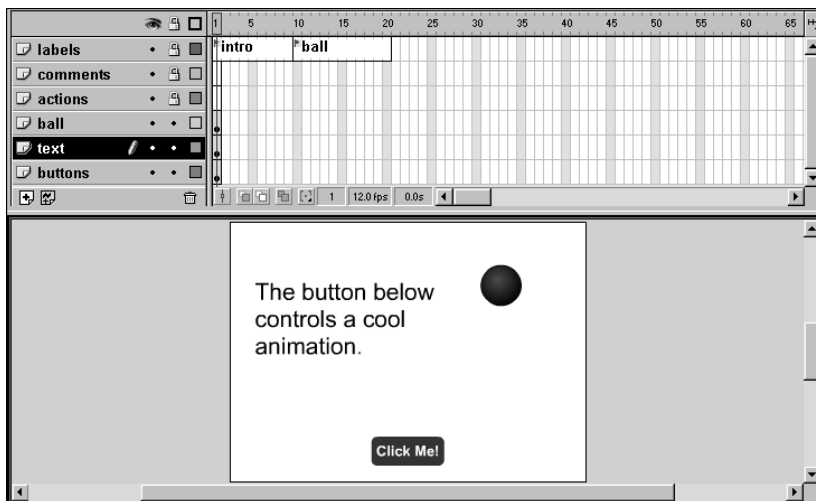 1 5 10 15 20 25 30 35 40 45 50 55 60 65
labels
intro
ball
comments
actions
ball
text
buttons
1 12.0 fps 0.0s
The button below
controls a cool
animation.
Click Me!